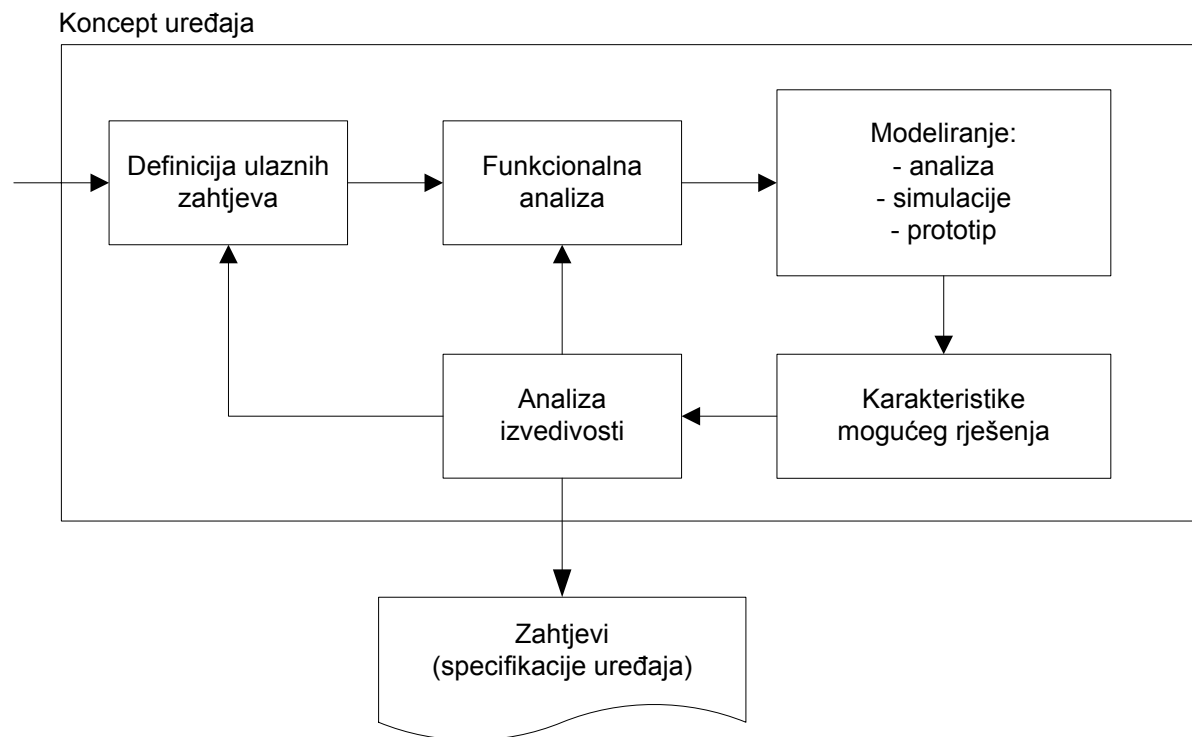 Koncept uređaja
Definicija ulaznih
zahtjeva
Funkcionalna
analiza
Modeliranje:
- analiza
- simulacije
- prototip
Analiza
izvedivosti
Karakteristike
mogućeg rješenja
Zahtjevi
(specifikacije uređaja)